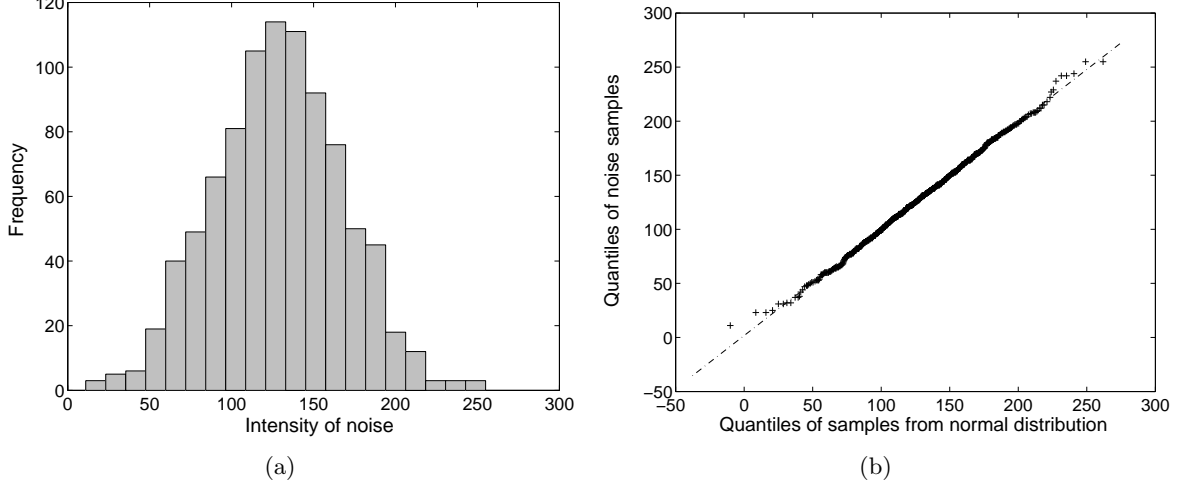 120
100
80
60
40
20
0
Frequency
0 50 100 150 200 250 300
Intensity of noise
(a)
300
250
200
150
100
50
0
−50
Quantiles of noise samples
−50 0 50 100 150 200 250 300
Quantiles of samples from normal distribution
(b)